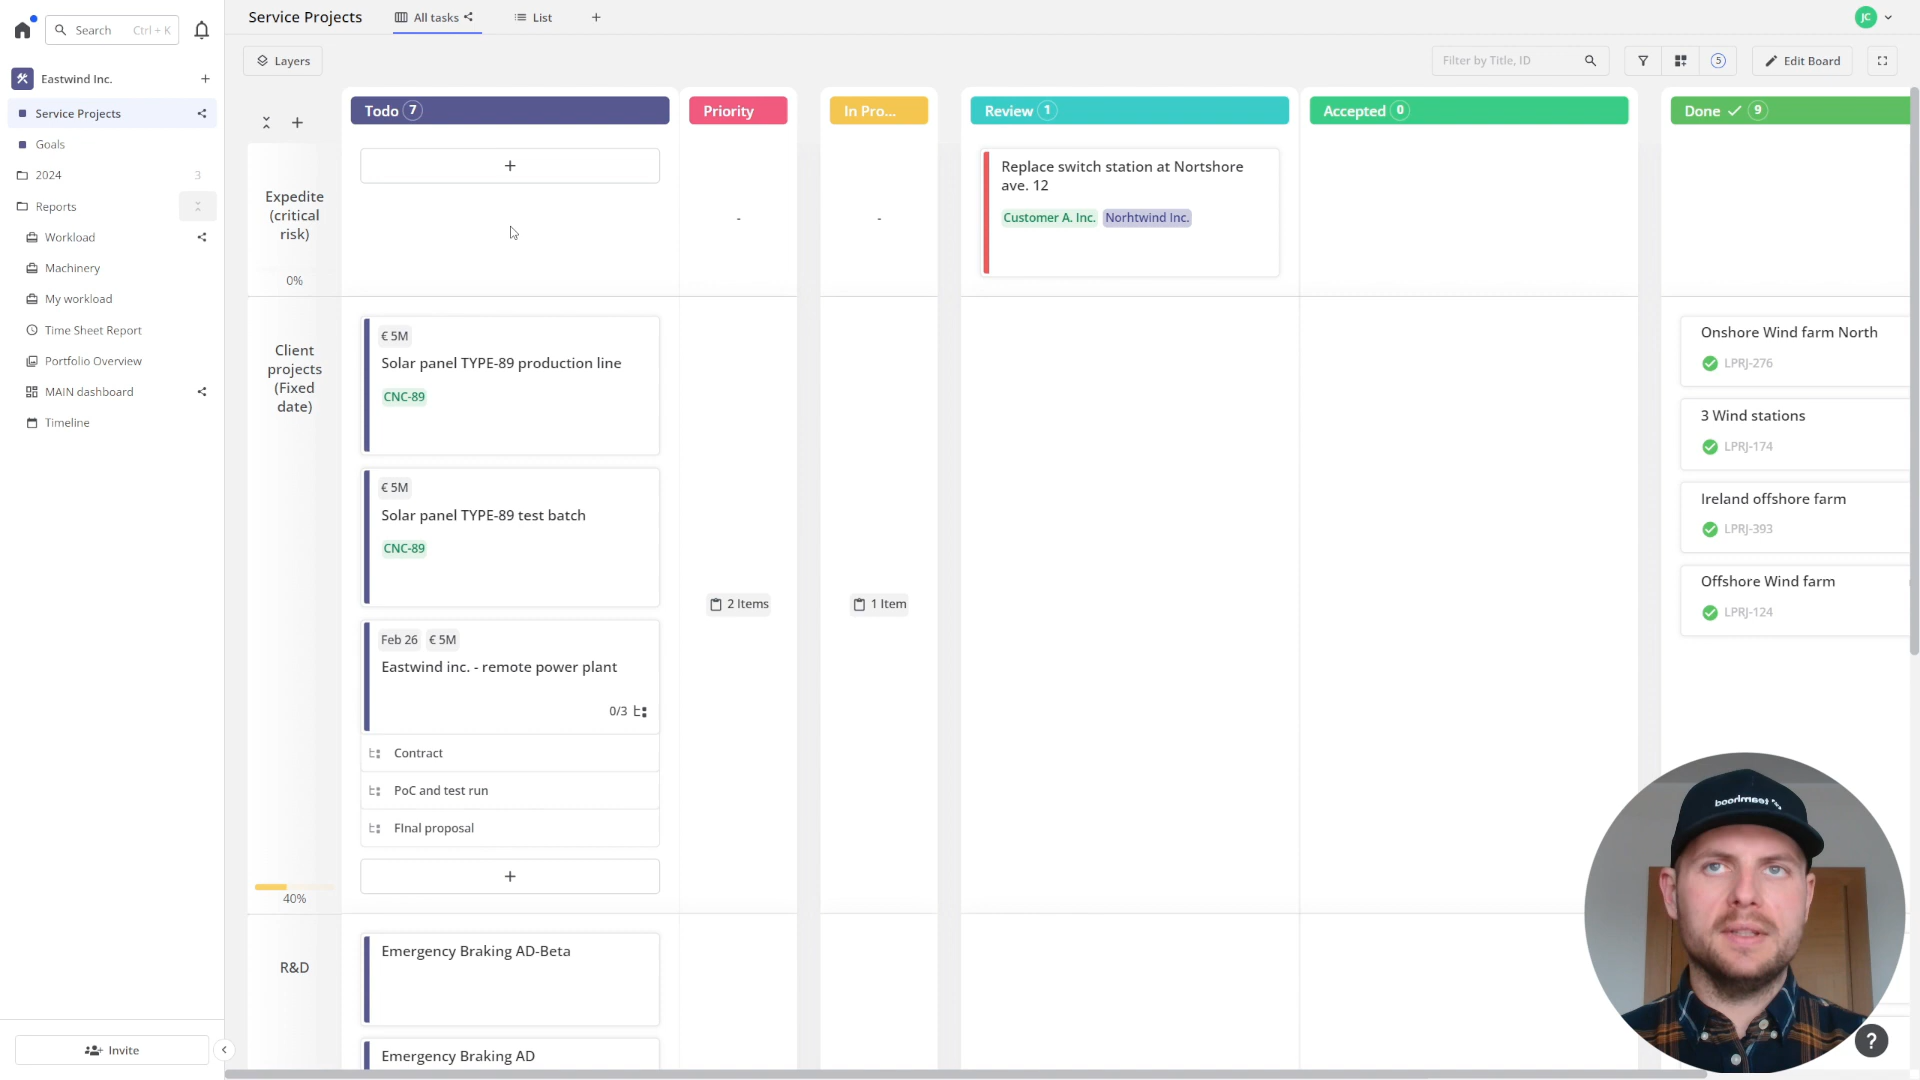 Search
Ctrl + K
Eastwind Inc.
Service Projects
Goals
2024
3
Reports
Workload
Machinery
My workload
Time Sheet Report
Portfolio Overview
MAIN dashboard
Timeline
Invite
Service Projects
All tasks
List
JC
Layers
Filter by Title, ID
5
Edit Board
Todo 7
Priority
In Pro...
Review 1
Accepted 0
Done 9
Expedite
(critical
risk)
0%
-
-
Replace switch station at Nortshore
ave. 12
Customer A. Inc. Norhtwind Inc.
Client
projects
(Fixed
date)
40%
€ 5M
Solar panel TYPE-89 production line
CNC-89
€ 5M
Solar panel TYPE-89 test batch
CNC-89
Feb 26 € 5M
Eastwind inc. - remote power plant
0/3
Contract
PoC and test run
FInal proposal
2 Items
1 Item
Onshore Wind farm North
LPRJ-276
3 Wind stations
LPRJ-174
Ireland offshore farm
LPRJ-393
Offshore Wind farm
LPRJ-124
R&D
Emergency Braking AD-Beta
Emergency Braking AD
teamhood
?